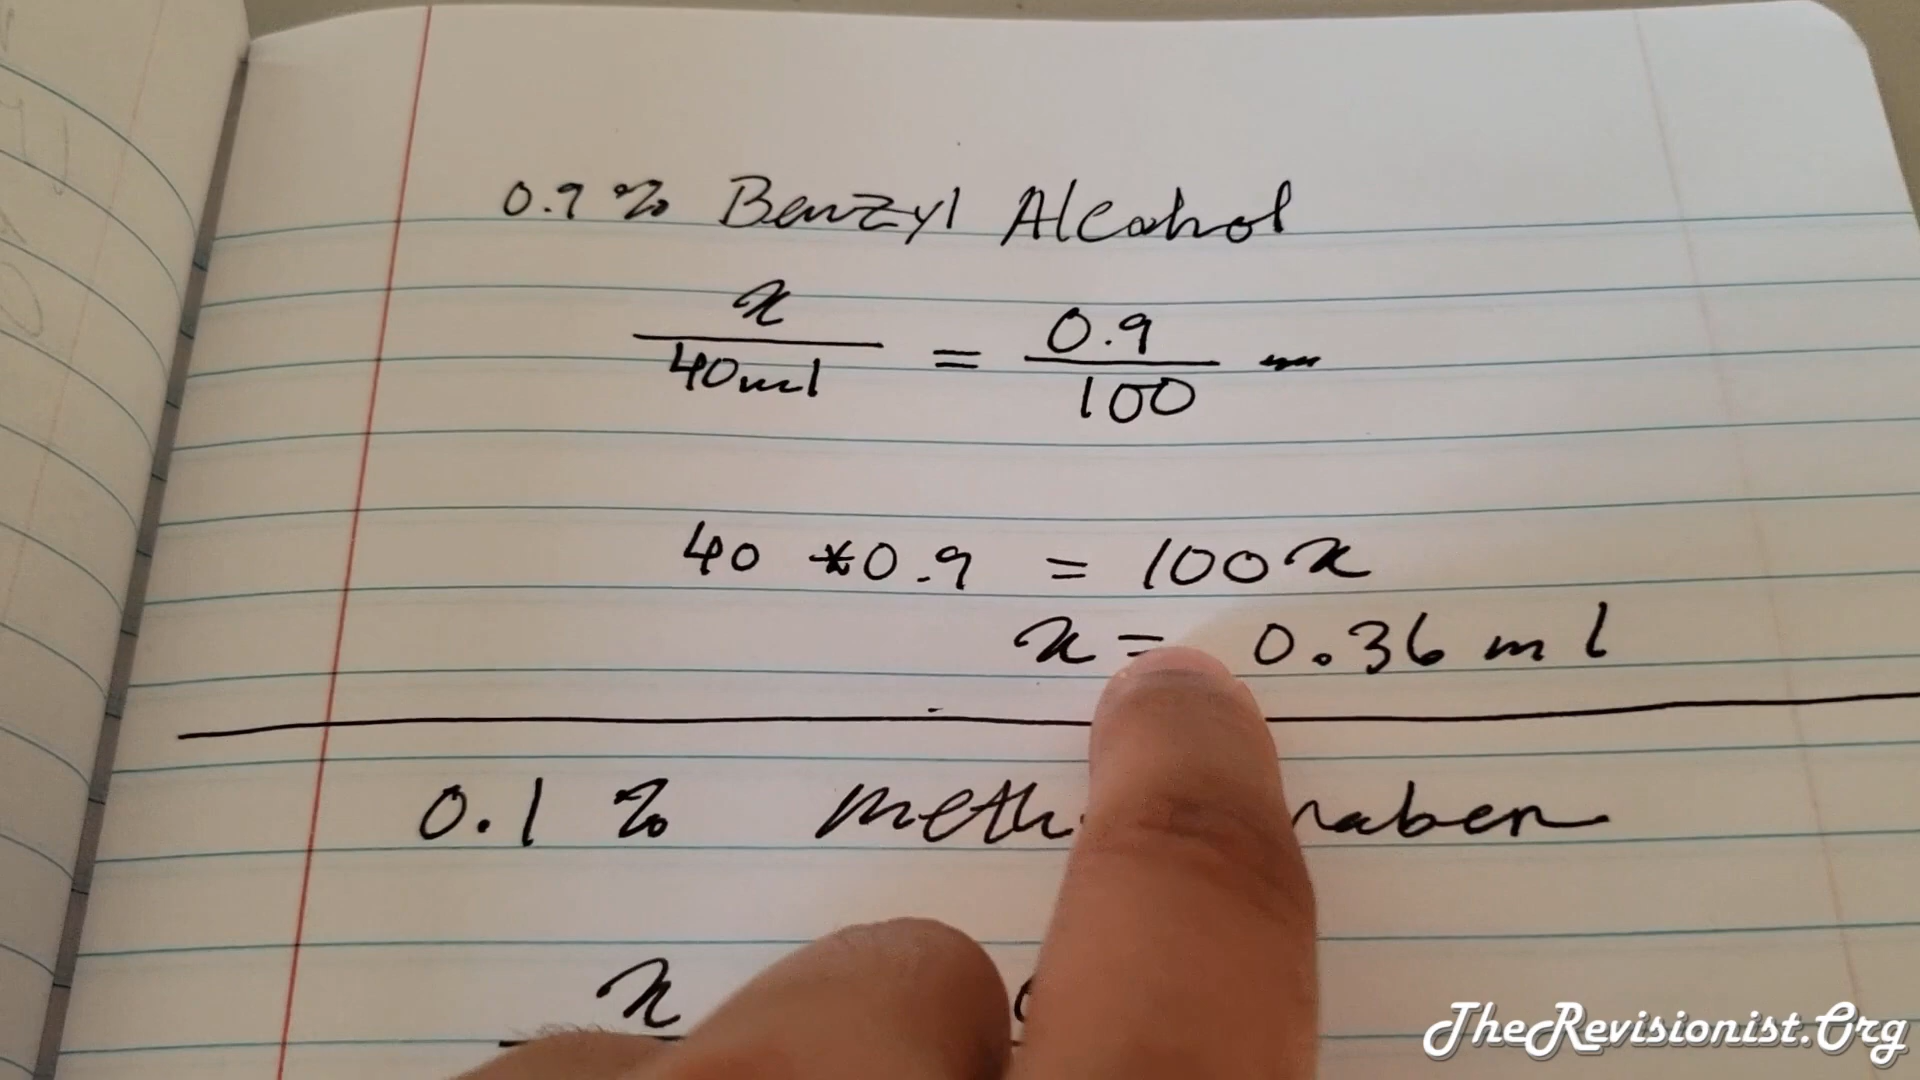 0.9% Benzyl Alcohol
x
40ml
=
0.9
100
40 *0.9 = 100x
x = 0.36 ml
0.1%
x
TheRevisionist.Org